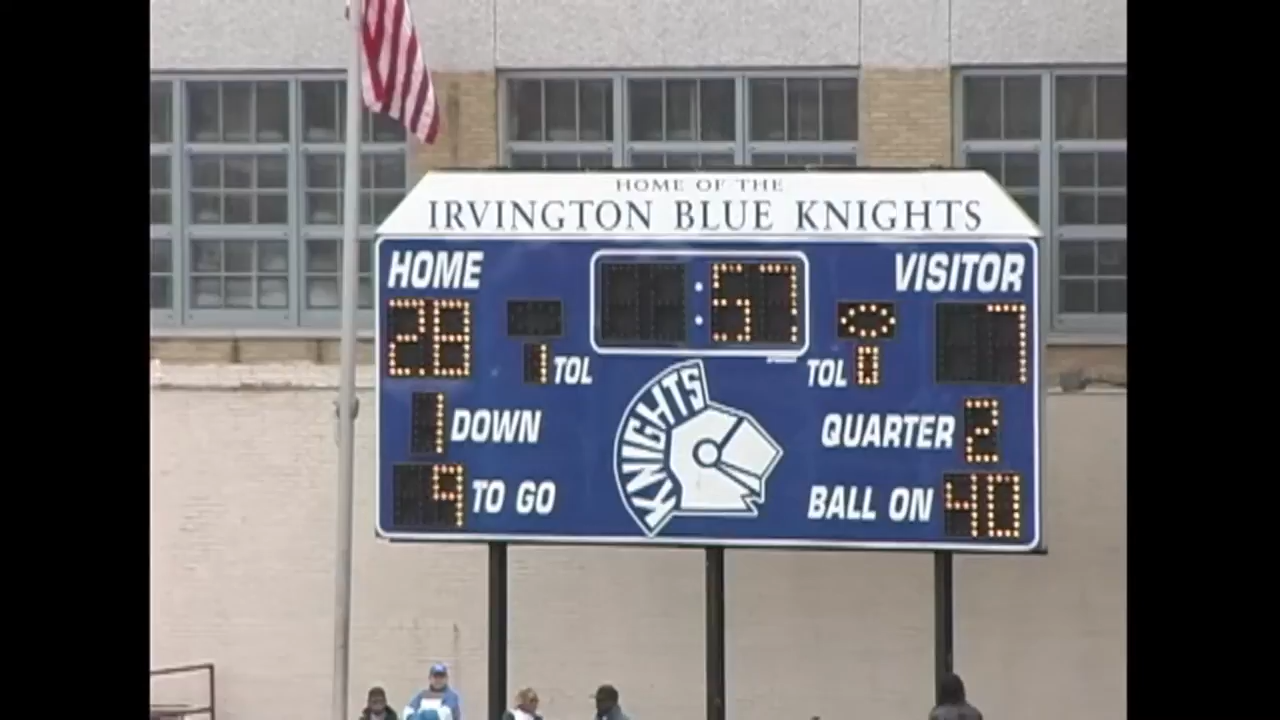 HOME OF THE
IRVINGTON BLUE KNIGHTS
HOME
:57
VISITOR
28
7
1 TOL
TOL 0
KNIGHTS
1 DOWN
QUARTER 2
9 TO GO
BALL ON 40